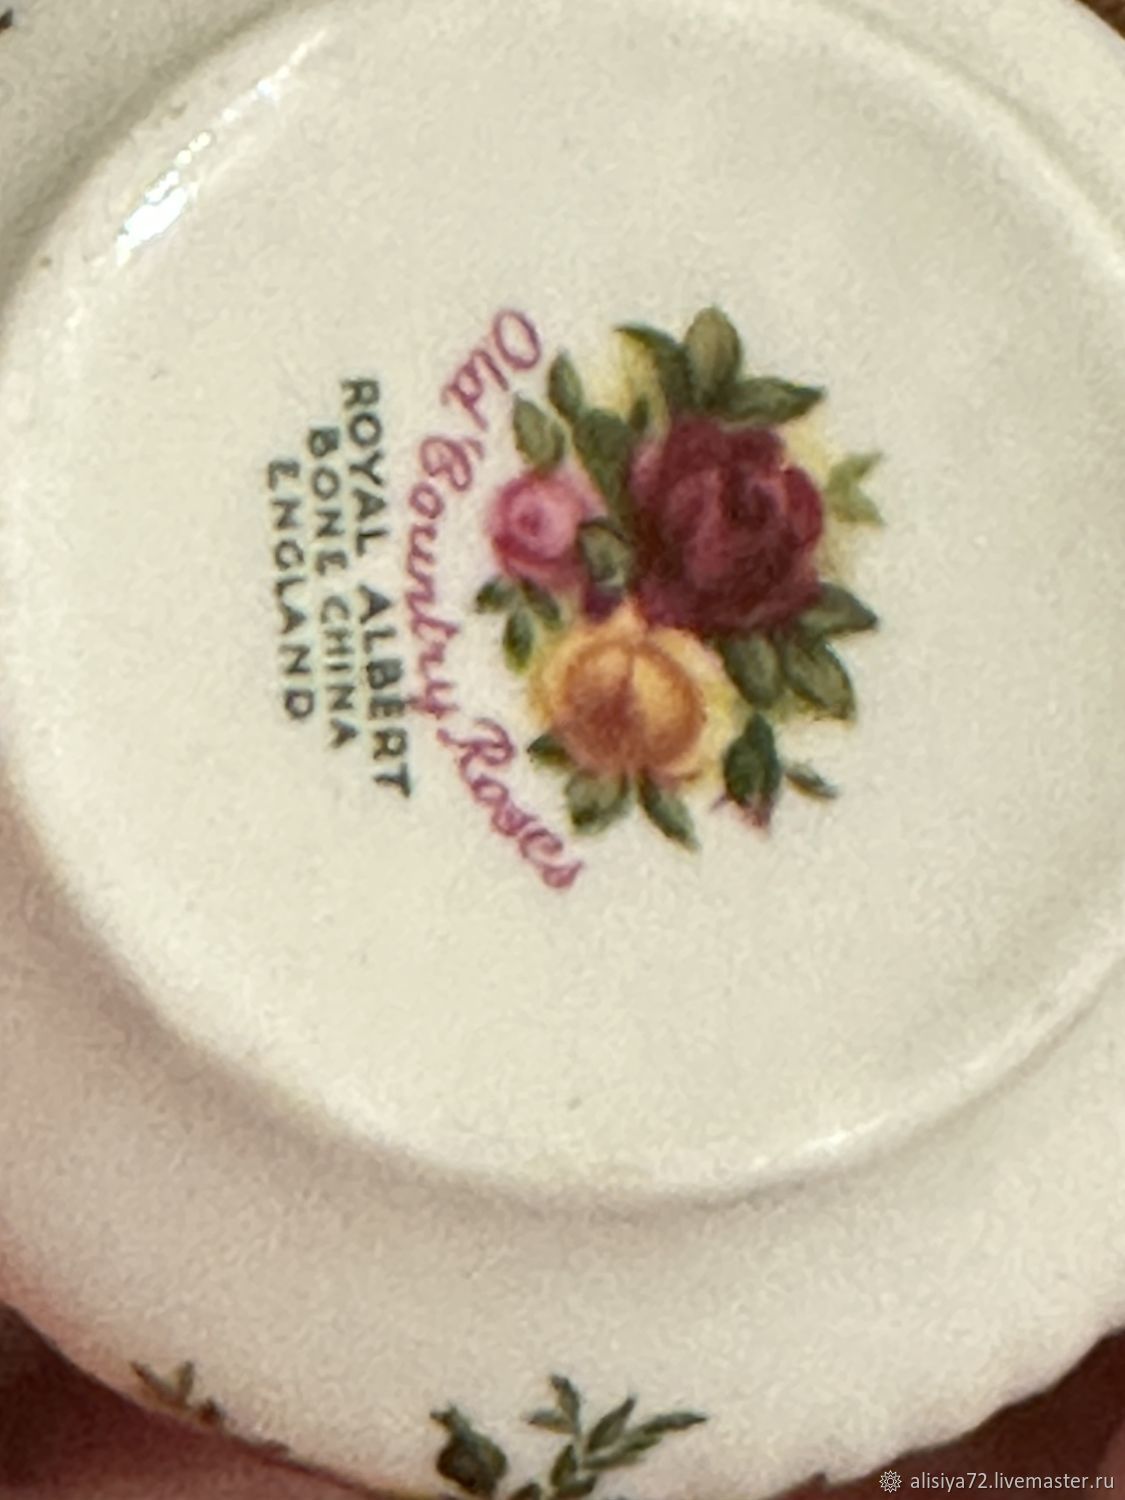 Old Country Roses
ROYAL ALBERT
BONE CHINA
ENGLAND
alisiya72.livemaster.ru